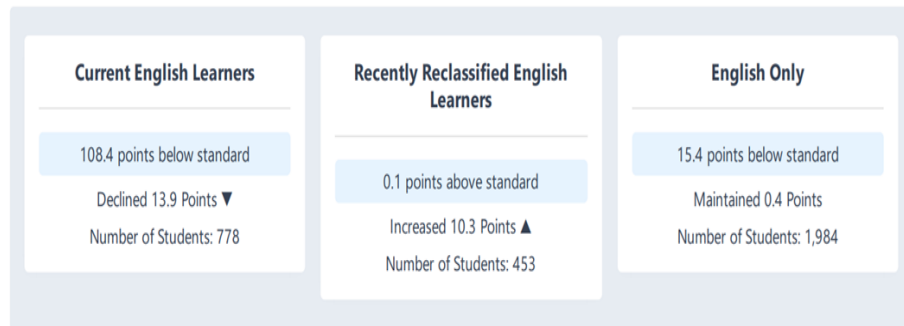 Current English Learners
108.4 points below standard
Declined 13.9 Points ▼
Number of Students: 778
Recently Reclassified English
Learners
0.1 points above standard
Increased 10.3 Points ▲
Number of Students: 453
English Only
15.4 points below standard
Maintained 0.4 Points
Number of Students: 1,984